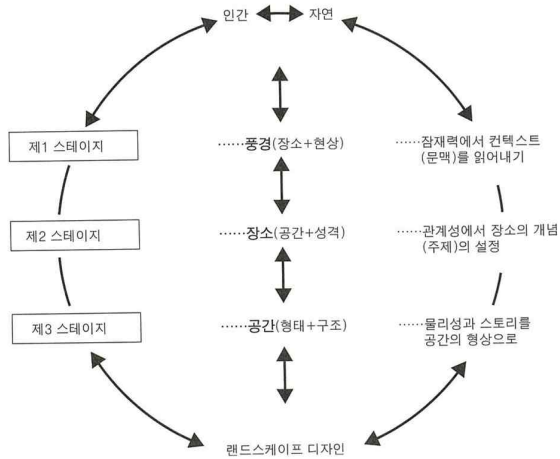 인간 자연
제1 스테이지 ……풍경(장소+현상) ……잠재력에서 컨텍스트
(문맥)를 읽어내기
제2 스테이지 ……장소(공간+성격) ……관계성에서 장소의 개념
(주제)의 설정
제3 스테이지 ……공간(형태+구조) ……물리성과 스토리를
공간의 형상으로
랜드스케이프 디자인